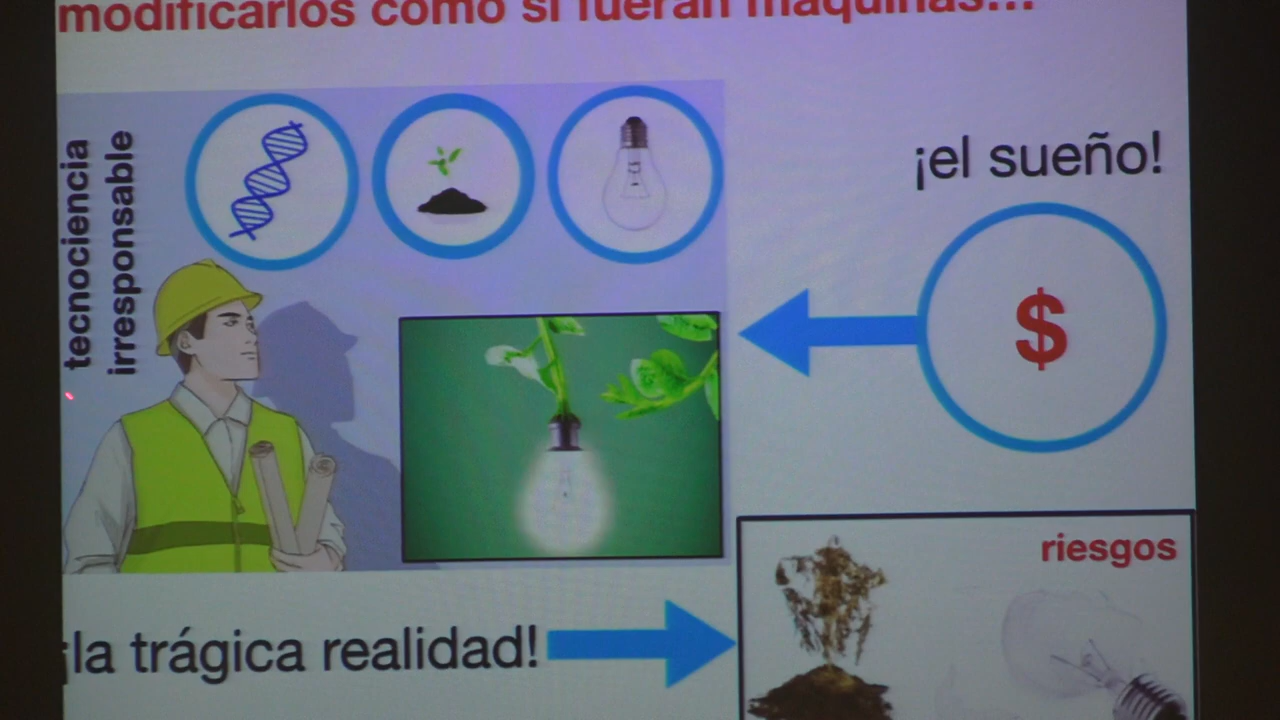 modificarlos como si fueran máquinas...
tecnociencia
irresponsable
¡el sueño!
$
riesgos
¡la trágica realidad!